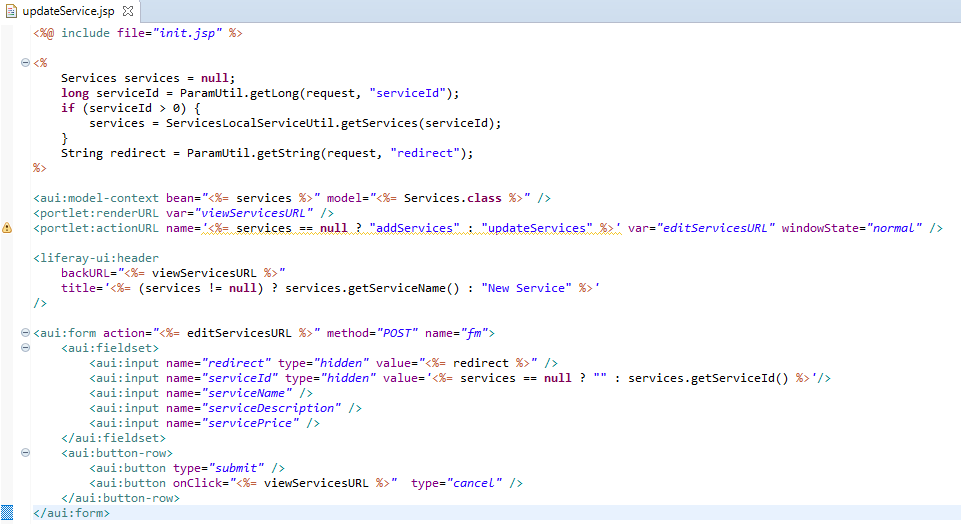 updateService.jsp
<%@ include file="init.jsp" %>
<%
Services services = null;
long serviceId = ParamUtil.getLong(request, "serviceId");
if (serviceId > 0) {
services = ServicesLocalServiceUtil.getServices(serviceId);
}
String redirect = ParamUtil.getString(request, "redirect");
%>
<aui:model-context bean="<%= services %>" model="<%= Services.class %>" />
<portlet:renderURL var="viewServicesURL" />
<portlet:actionURL name='<%= services == null ? "addServices" : "updateServices" %>' var="editServicesURL" windowState="normal" />
<liferay-ui:header
backURL="<%= viewServicesURL %>"
title='<%= (services != null) ? services.getServiceName() : "New Service" %>'
/>
<aui:form action="<%= editServicesURL %>" method="POST" name="fm">
<aui:fieldset>
<aui:input name="redirect" type="hidden" value="<%= redirect %>" />
<aui:input name="serviceId" type="hidden" value='<%= services == null ? "" : services.getServiceId() %>'/>
<aui:input name="serviceName" />
<aui:input name="serviceDescription" />
<aui:input name="servicePrice" />
</aui:fieldset>
<aui:button-row>
<aui:button type="submit" />
<aui:button onClick="<%= viewServicesURL %>"  type="cancel" />
</aui:button-row>
</aui:form>